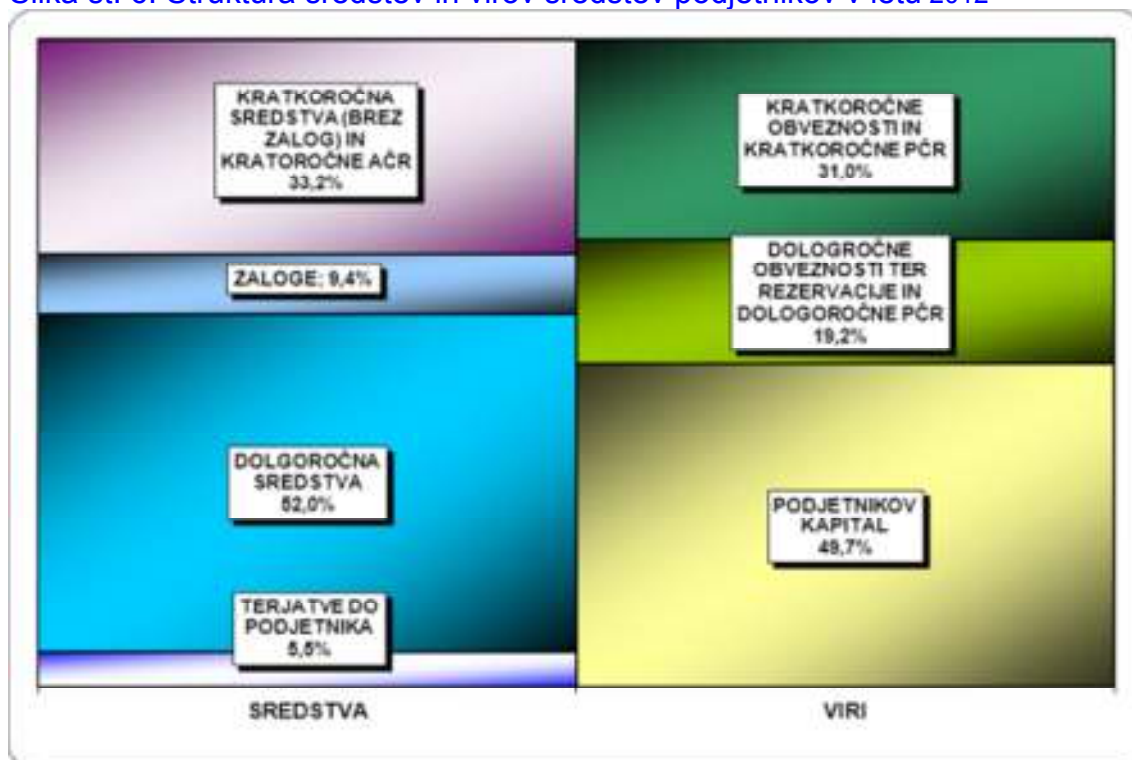 KRATKOROČNA
SREDSTVA (BREZ
ZALOG) IN
KRATOROČNE AČR
33,2%
ZALOGE; 9,4%
DOLGOROČNA
SREDSTVA
52,0%
TERJATVE DO
PODJETNIKA
5,5%
KRATKOROČNE
OBVEZNOSTI IN
KRATKOROČNE PČR
31,0%
DOLOGROČNE
OBVEZNOSTI TER
REZERVACIJE IN
DOLOGOROČNE PČR
19,2%
PODJETNIKOV
KAPITAL
49,7%
SREDSTVA
VIRI